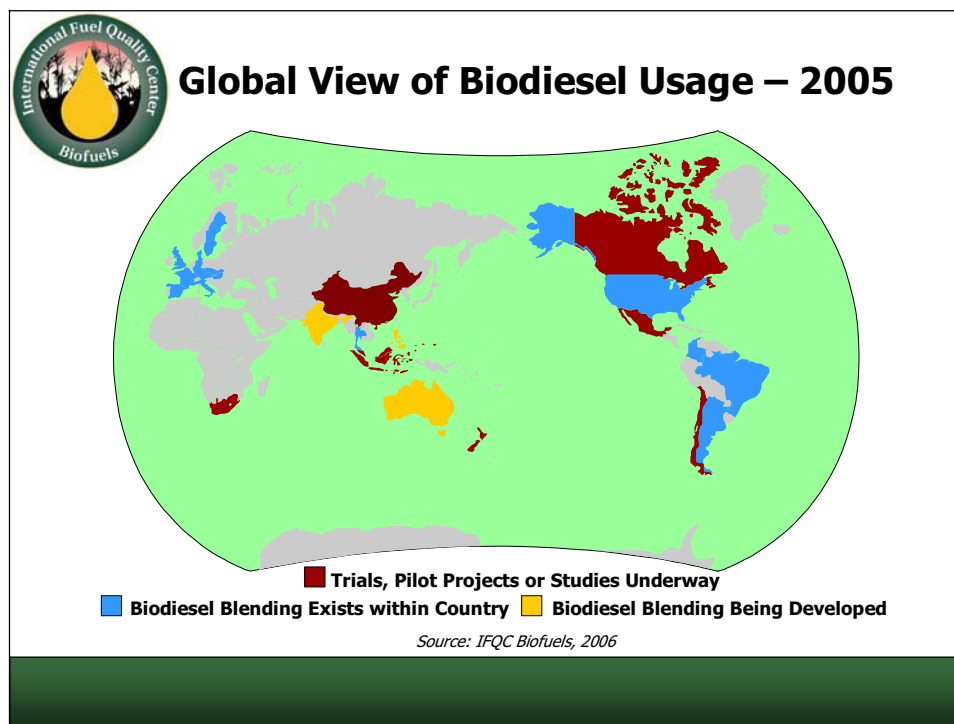 International Fuel Quality Center
Biofuels
Global View of Biodiesel Usage – 2005
Trials, Pilot Projects or Studies Underway
Biodiesel Blending Exists within Country
Biodiesel Blending Being Developed
Source: IFQC Biofuels, 2006